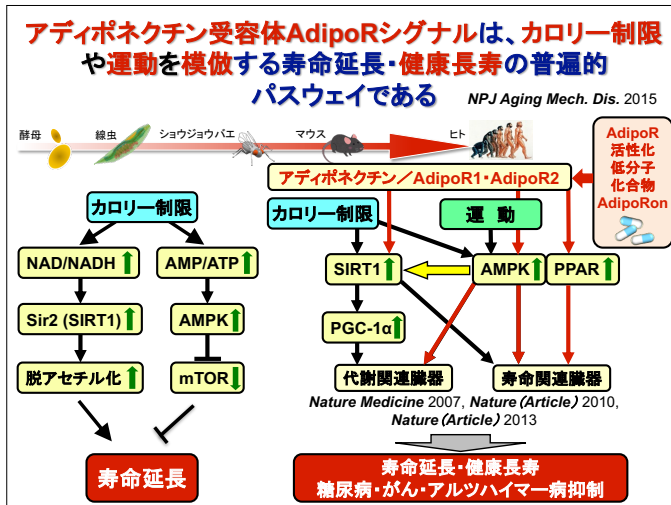 アディポネクチン受容体AdipoRシグナルは、カロリー制限
や運動を模倣する寿命延長・健康長寿の普遍的
パスウェイである
NPJ Aging Mech. Dis. 2015
酵母
線虫
ショウジョウバエ
マウス
ヒト
AdipoR
活性化
低分子
化合物
AdipoRon
アディポネクチン/AdipoR1・AdipoR2
カロリー制限
NAD/NADH
AMP/ATP
Sir2 (SIRT1)
AMPK
脱アセチル化
mTOR
寿命延長
カロリー制限
運 動
SIRT1
AMPK
PPAR
PGC-1α
代謝関連臓器
寿命関連臓器
Nature Medicine 2007, Nature (Article) 2010,
Nature (Article) 2013
寿命延長・健康長寿
糖尿病・がん・アルツハイマー病抑制